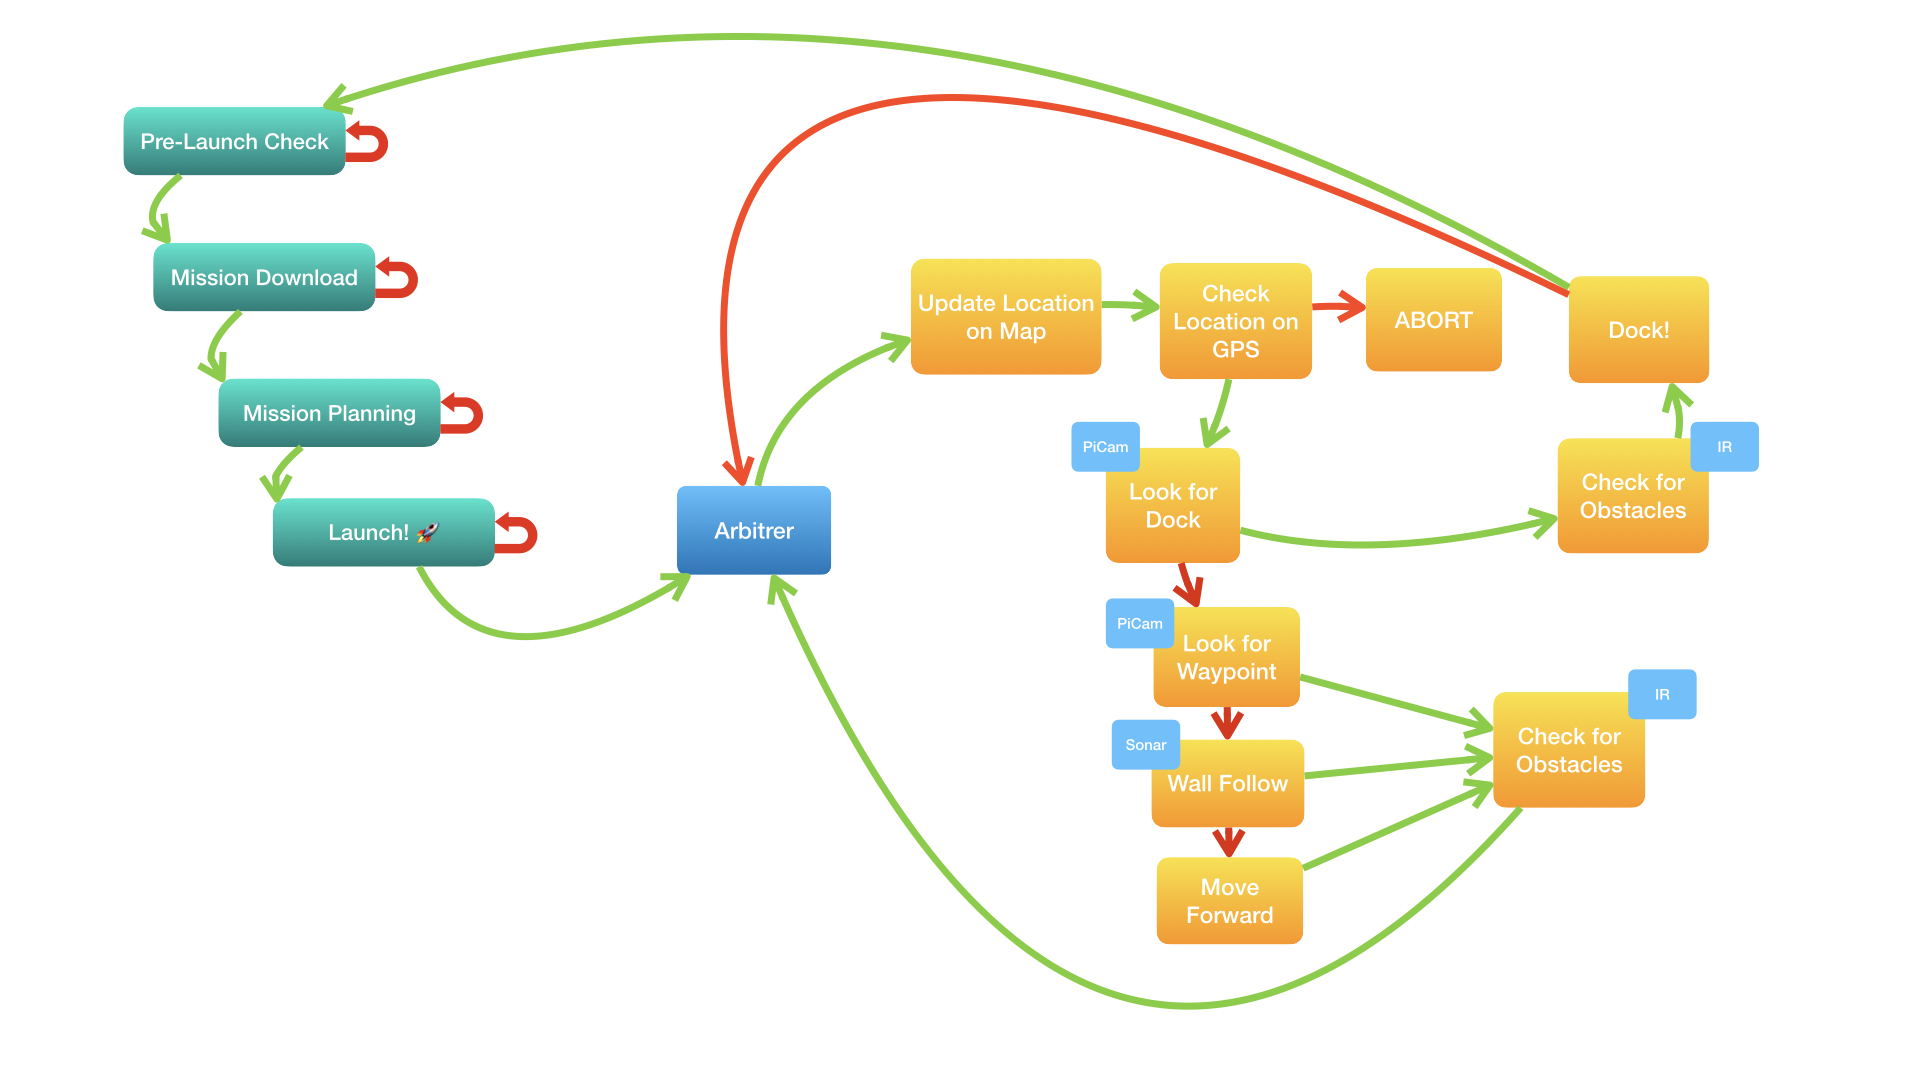 Pre-Launch Check
Mission Download
Mission Planning
Launch! 🚀
Arbitrer
Update Location
on Map
Check
Location on
GPS
ABORT
Dock!
PiCam
Look for
Dock
IR
Check for
Obstacles
PiCam
Look for
Waypoint
Sonar
Wall Follow
IR
Check for
Obstacles
Move
Forward